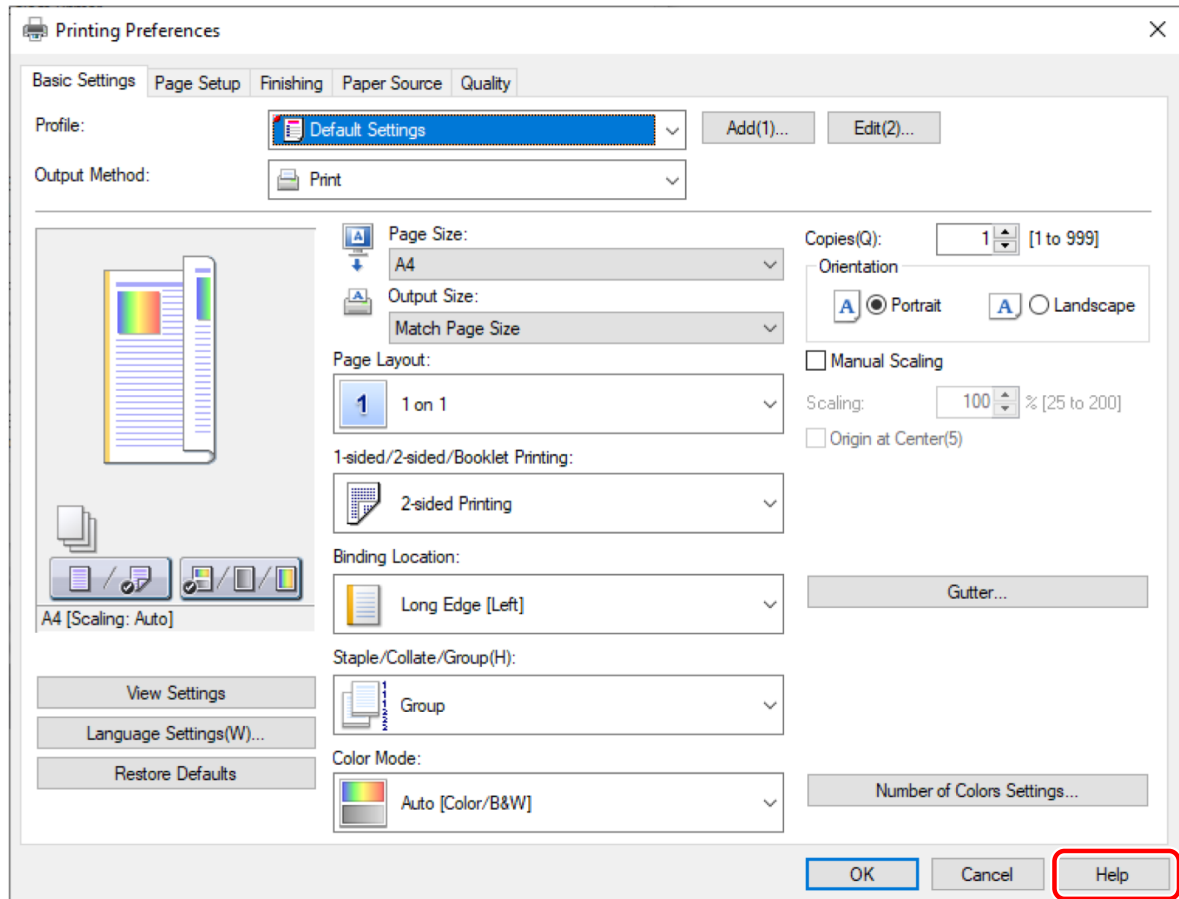 Printing Preferences
Basic Settings Page Setup Finishing Paper Source Quality
Profile: Default Settings Add(1)... Edit(2)...
Output Method: Print
Page Size:
A4
Output Size:
Match Page Size
Page Layout:
1 1 on 1
1-sided/2-sided/Booklet Printing:
2-sided Printing
Binding Location:
Long Edge [Left]
Staple/Collate/Group(H):
Group
Color Mode:
Auto [Color/B&W]
Copies(Q): 1 [1 to 999]
Orientation
A Portrait A Landscape
Manual Scaling
Scaling: 100 % [25 to 200]
Origin at Center(5)
Gutter...
Number of Colors Settings...
A4 [Scaling: Auto]
View Settings
Language Settings(W)...
Restore Defaults
OK Cancel Help